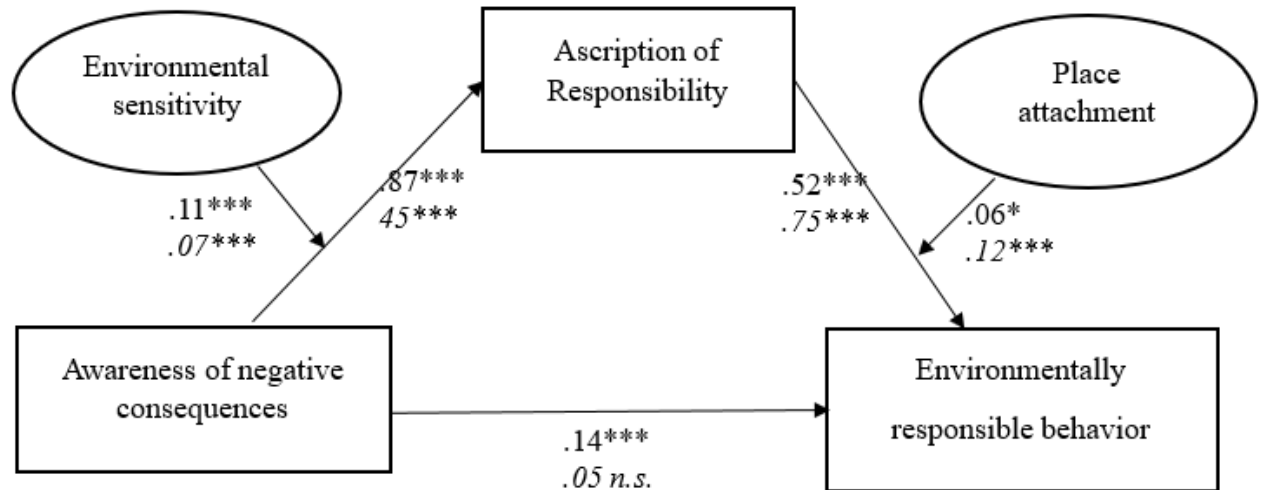 Environmental
sensitivity
Ascription of
Responsibility
Place
attachment
.11***
.07***
.87***
45***
.52***
.75***
.06*
.12***
Awareness of negative
consequences
Environmentally
responsible behavior
.14***
.05 n.s.